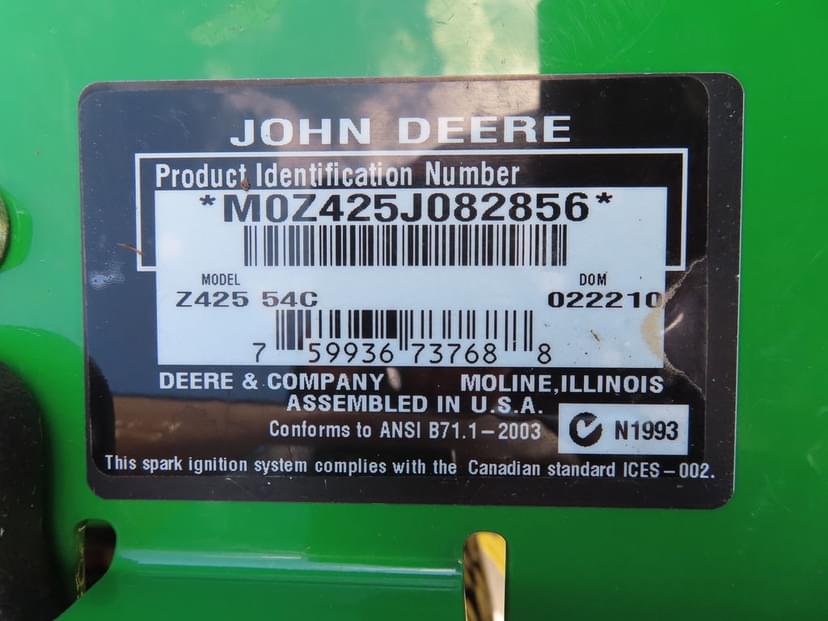 JOHN DEERE
Product Identification Number
*M0Z425J082856*
MODEL DOM
Z425 54C 022210
7 59936 73768 8
DEERE & COMPANY MOLINE, ILLINOIS
ASSEMBLED IN U.S.A.
Conforms to ANSI B71.1-2003 N1993
This spark ignition system complies with the Canadian standard ICES-002.